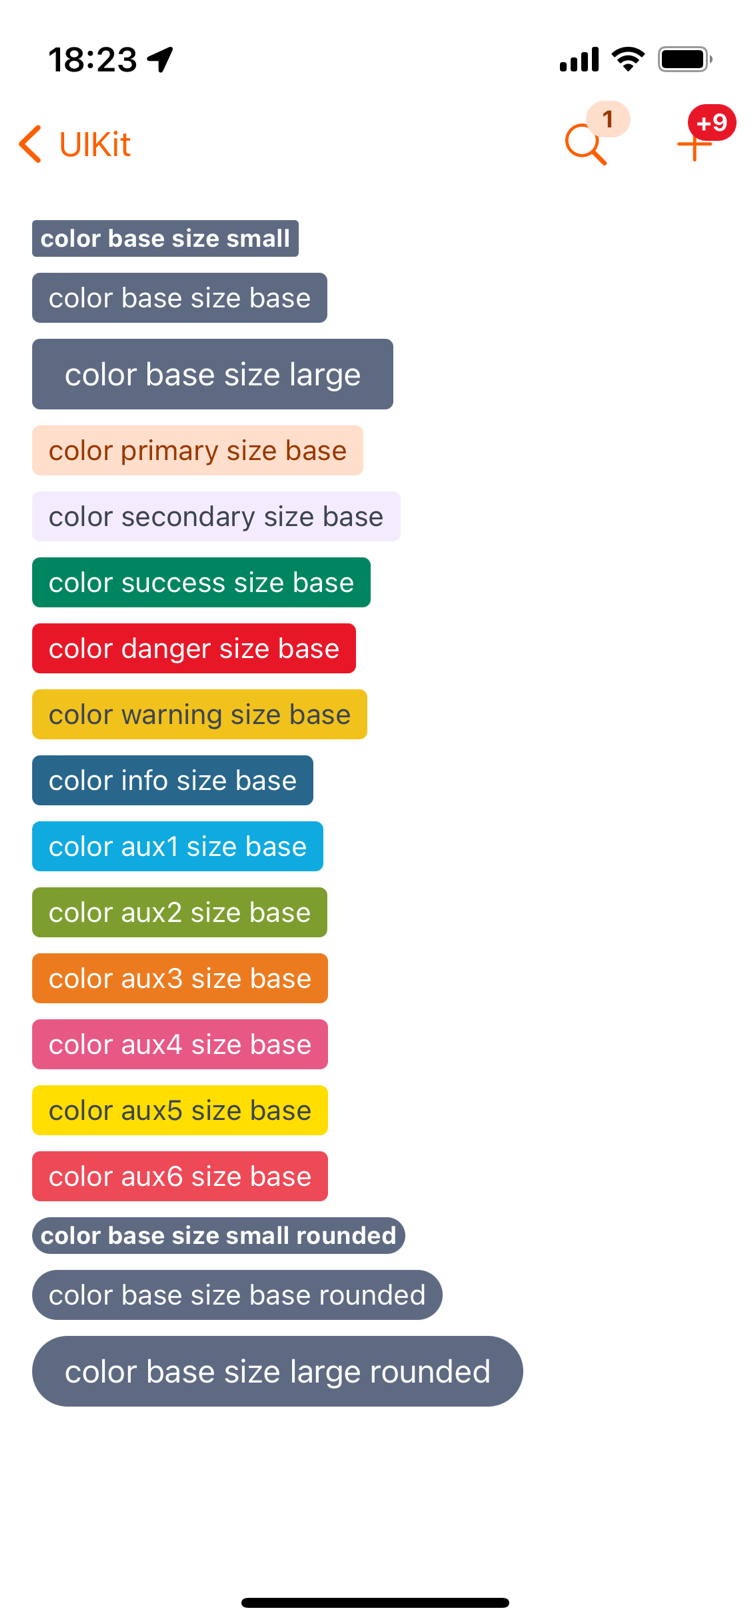 18:23
UIKit
1
+9
color base size small
color base size base
color base size large
color primary size base
color secondary size base
color success size base
color danger size base
color warning size base
color info size base
color aux1 size base
color aux2 size base
color aux3 size base
color aux4 size base
color aux5 size base
color aux6 size base
color base size small rounded
color base size base rounded
color base size large rounded